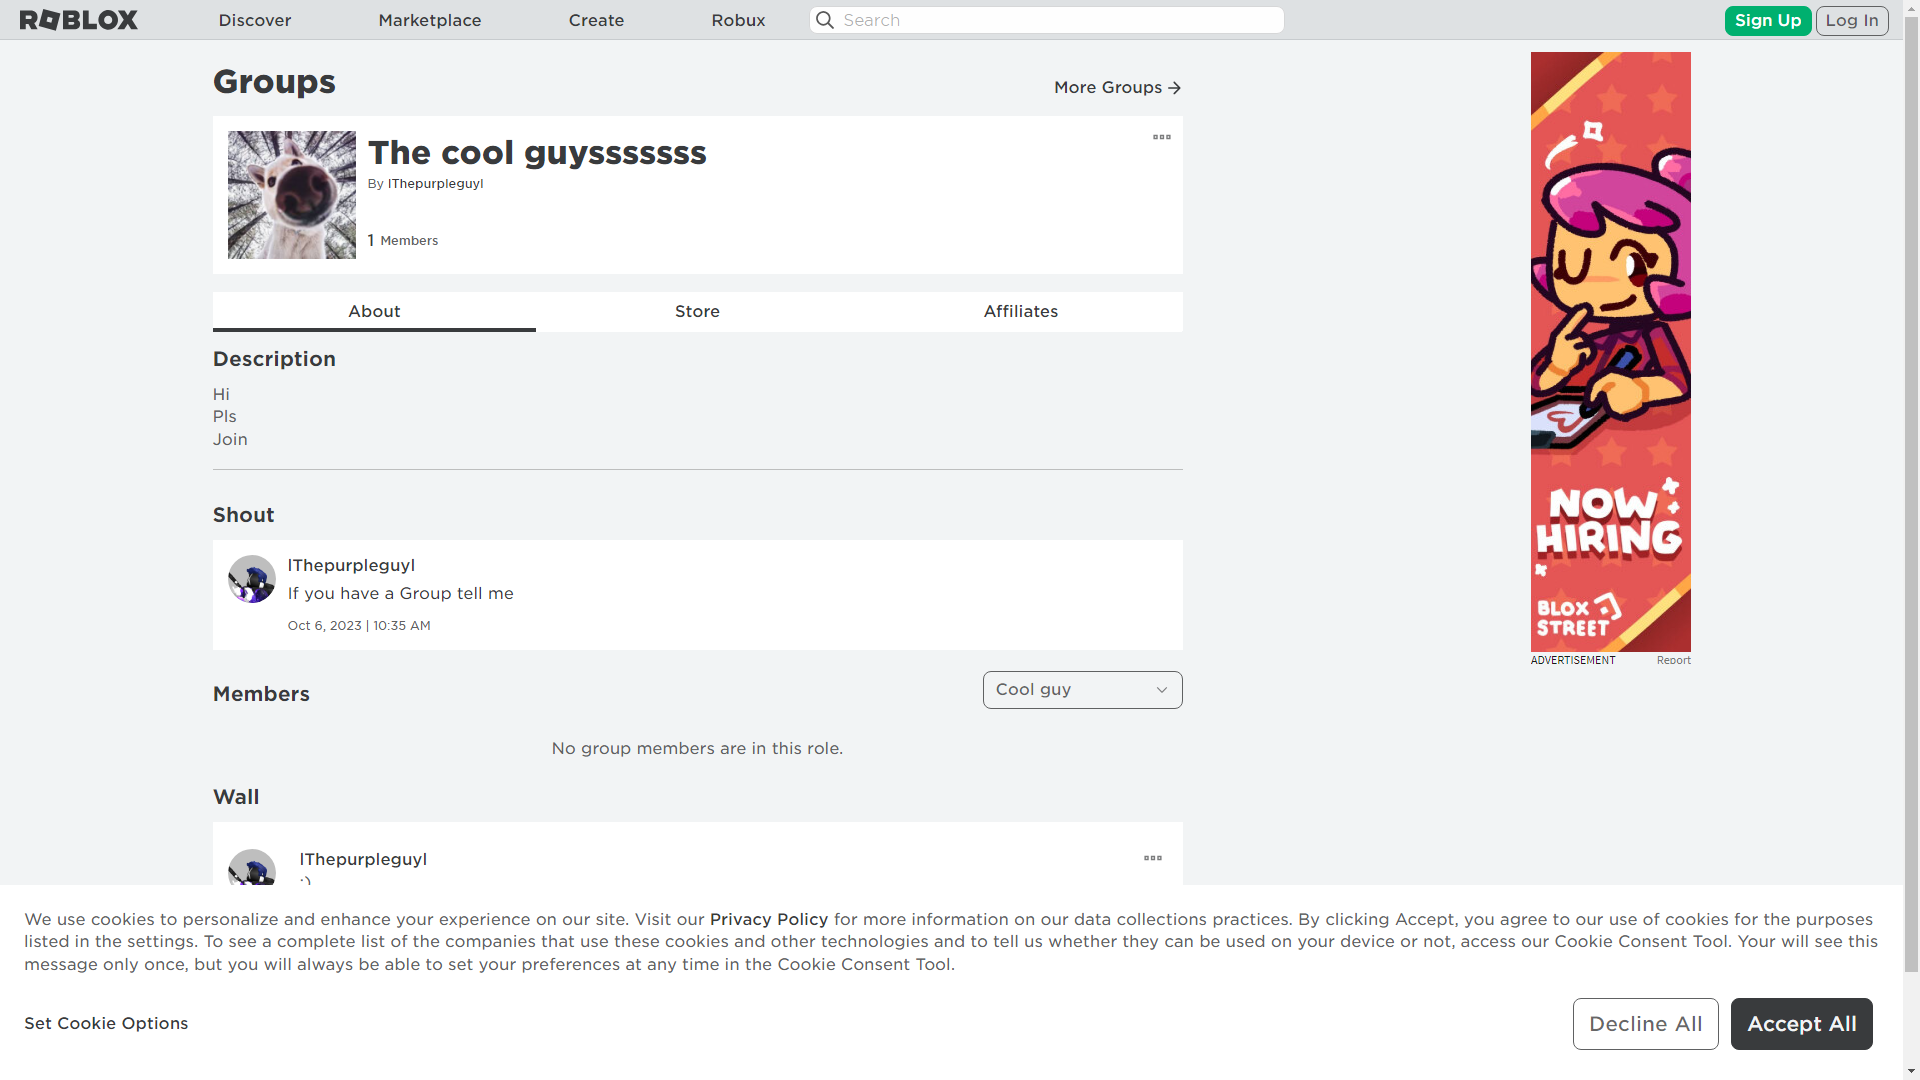 ROBLOX
Discover
Marketplace
Create
Robux
Search
Sign Up
Log In
Groups
More Groups
The cool guysssssss
By IThepurpleguyI
1 Members
About
Store
Affiliates
Description
Hi
Pls
Join
Shout
IThepurpleguyI
If you have a Group tell me
Oct 6, 2023 | 10:35 AM
Members
Cool guy
No group members are in this role.
Wall
IThepurpleguyI
:)
NOW
HIRING
BLOX
STREET
ADVERTISEMENT
Report
We use cookies to personalize and enhance your experience on our site. Visit our Privacy Policy for more information on our data collections practices. By clicking Accept, you agree to our use of cookies for the purposes
listed in the settings. To see a complete list of the companies that use these cookies and other technologies and to tell us whether they can be used on your device or not, access our Cookie Consent Tool. Your will see this
message only once, but you will always be able to set your preferences at any time in the Cookie Consent Tool.
Set Cookie Options
Decline All
Accept All